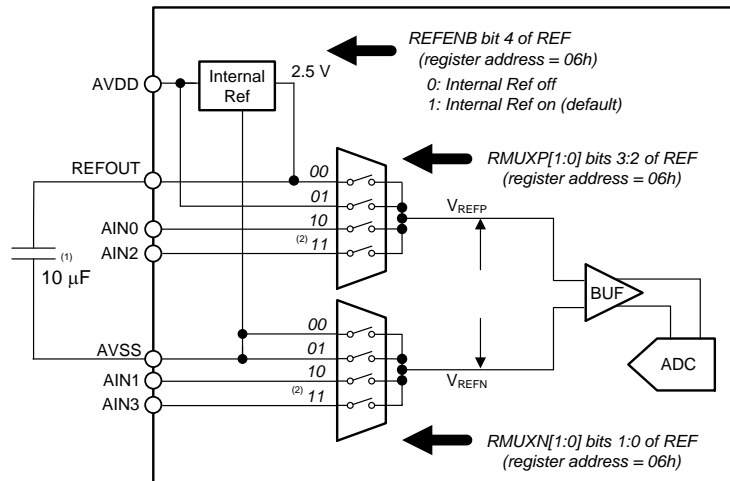 REFENB bit 4 of REF
(register address = 06h)
0: Internal Ref off
1: Internal Ref on (default)
AVDD
Internal
Ref
2.5 V
REFOUT
00
RMUXP[1:0] bits 3:2 of REF
(register address = 06h)
01
AIN0
10
VREFP
AIN2
(2) 11
(1)
10 µF
BUF
00
AVSS
01
ADC
AIN1
10
VREFN
AIN3
(2) 11
RMUXN[1:0] bits 1:0 of REF
(register address = 06h)